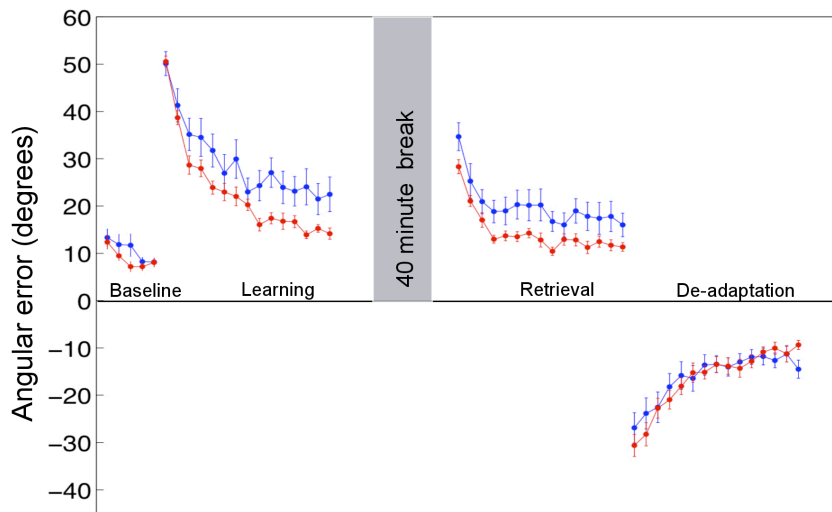 Angular error (degrees)
60
50
40
30
20
10
0
−10
−20
−30
−40
40 minute break
Baseline
Learning
Retrieval
De-adaptation